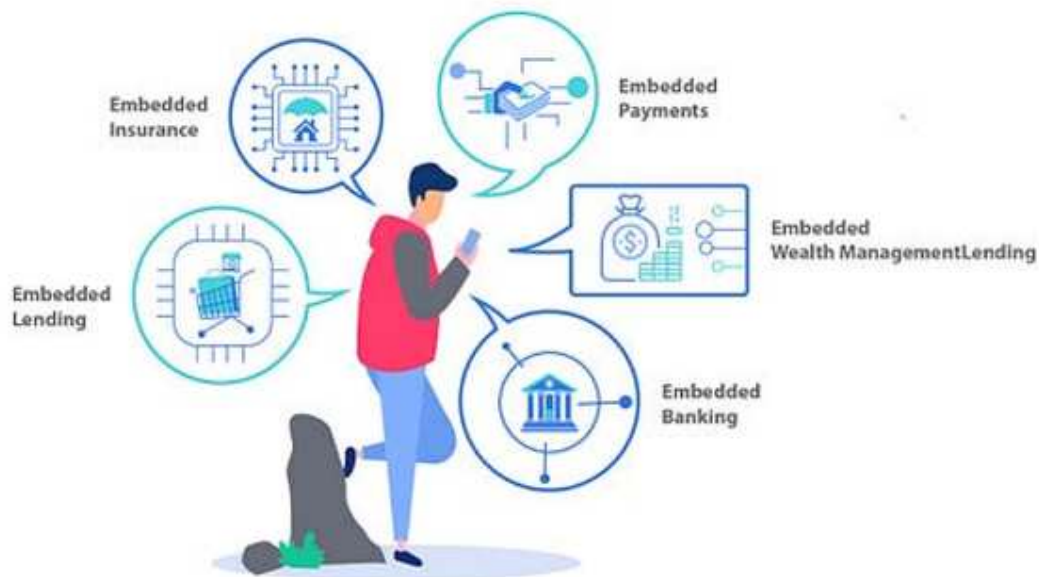 Embedded
Insurance
Embedded
Payments
Embedded
Wealth ManagementLending
Embedded
Lending
Embedded
Banking